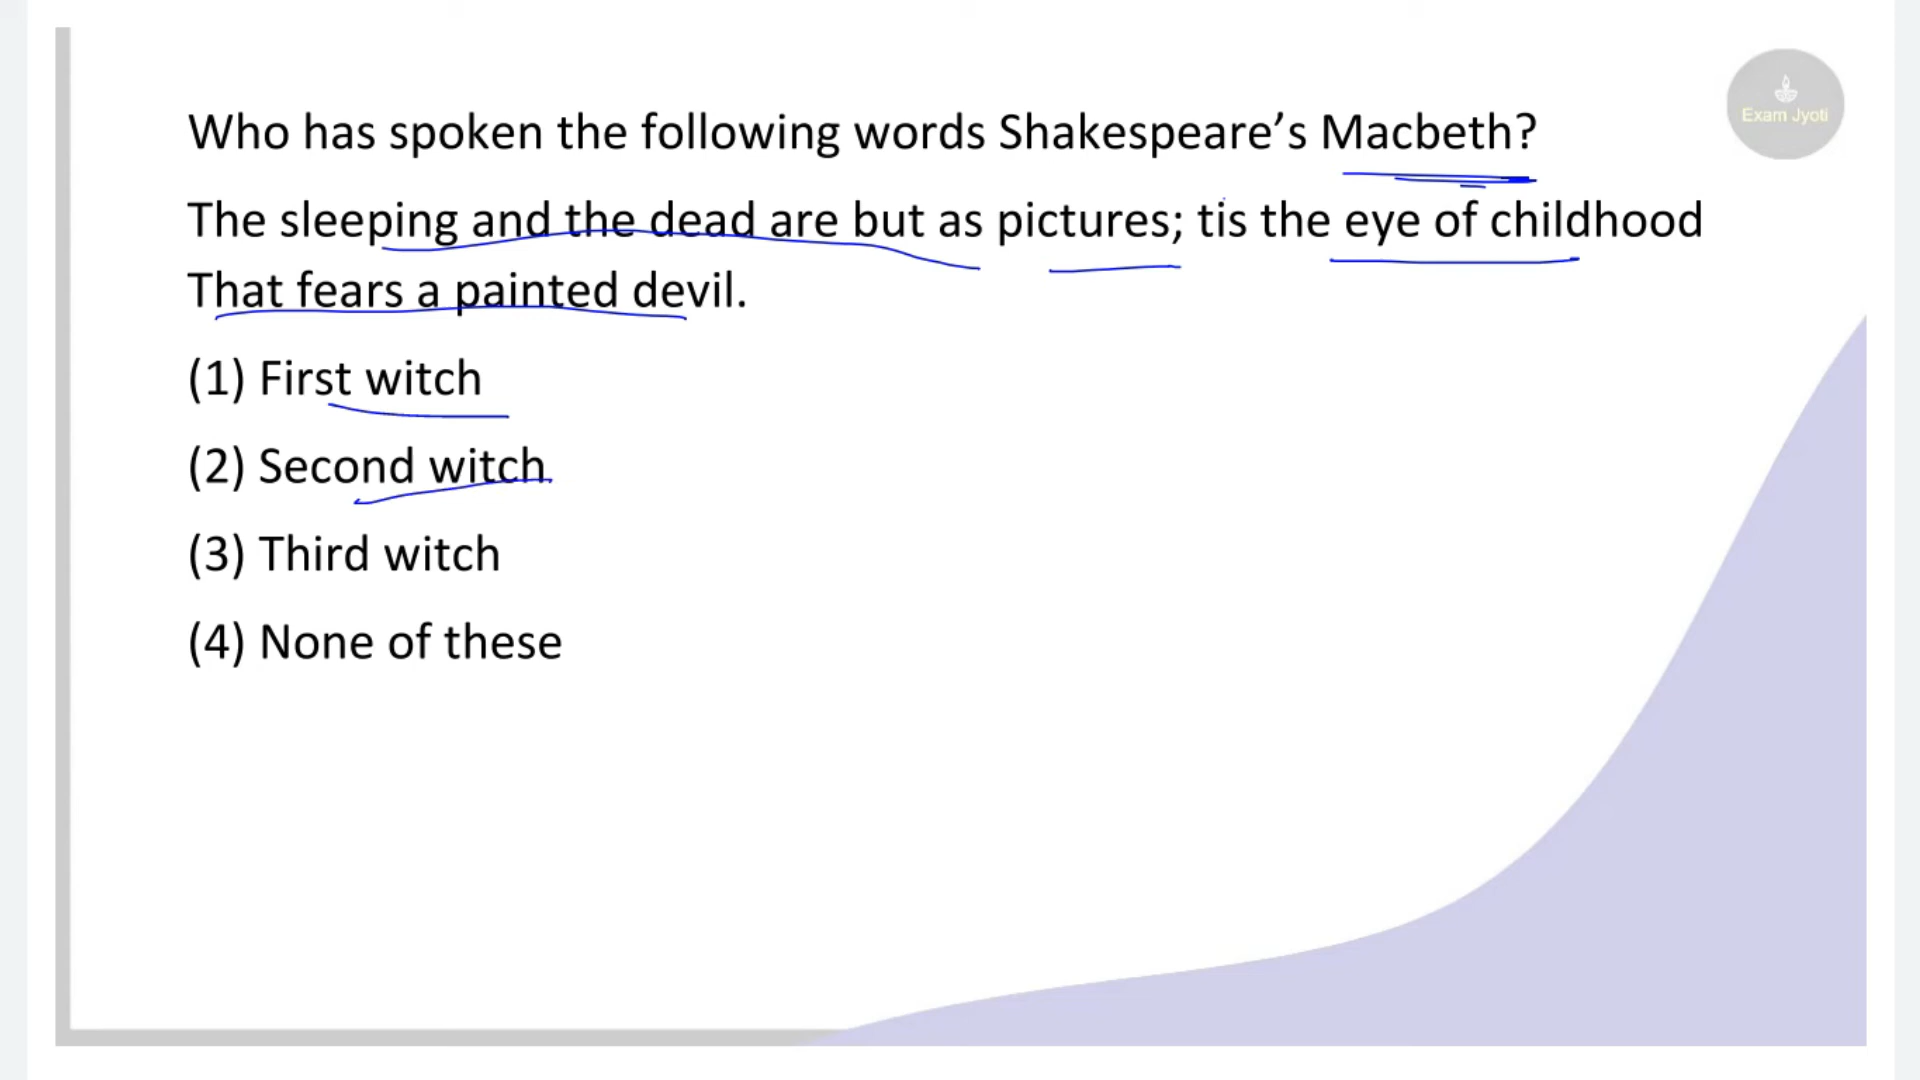 Exam Jyoti
Who has spoken the following words Shakespeare’s Macbeth?
The sleeping and the dead are but as pictures; tis the eye of childhood
That fears a painted devil.
(1) First witch
(2) Second witch
(3) Third witch
(4) None of these